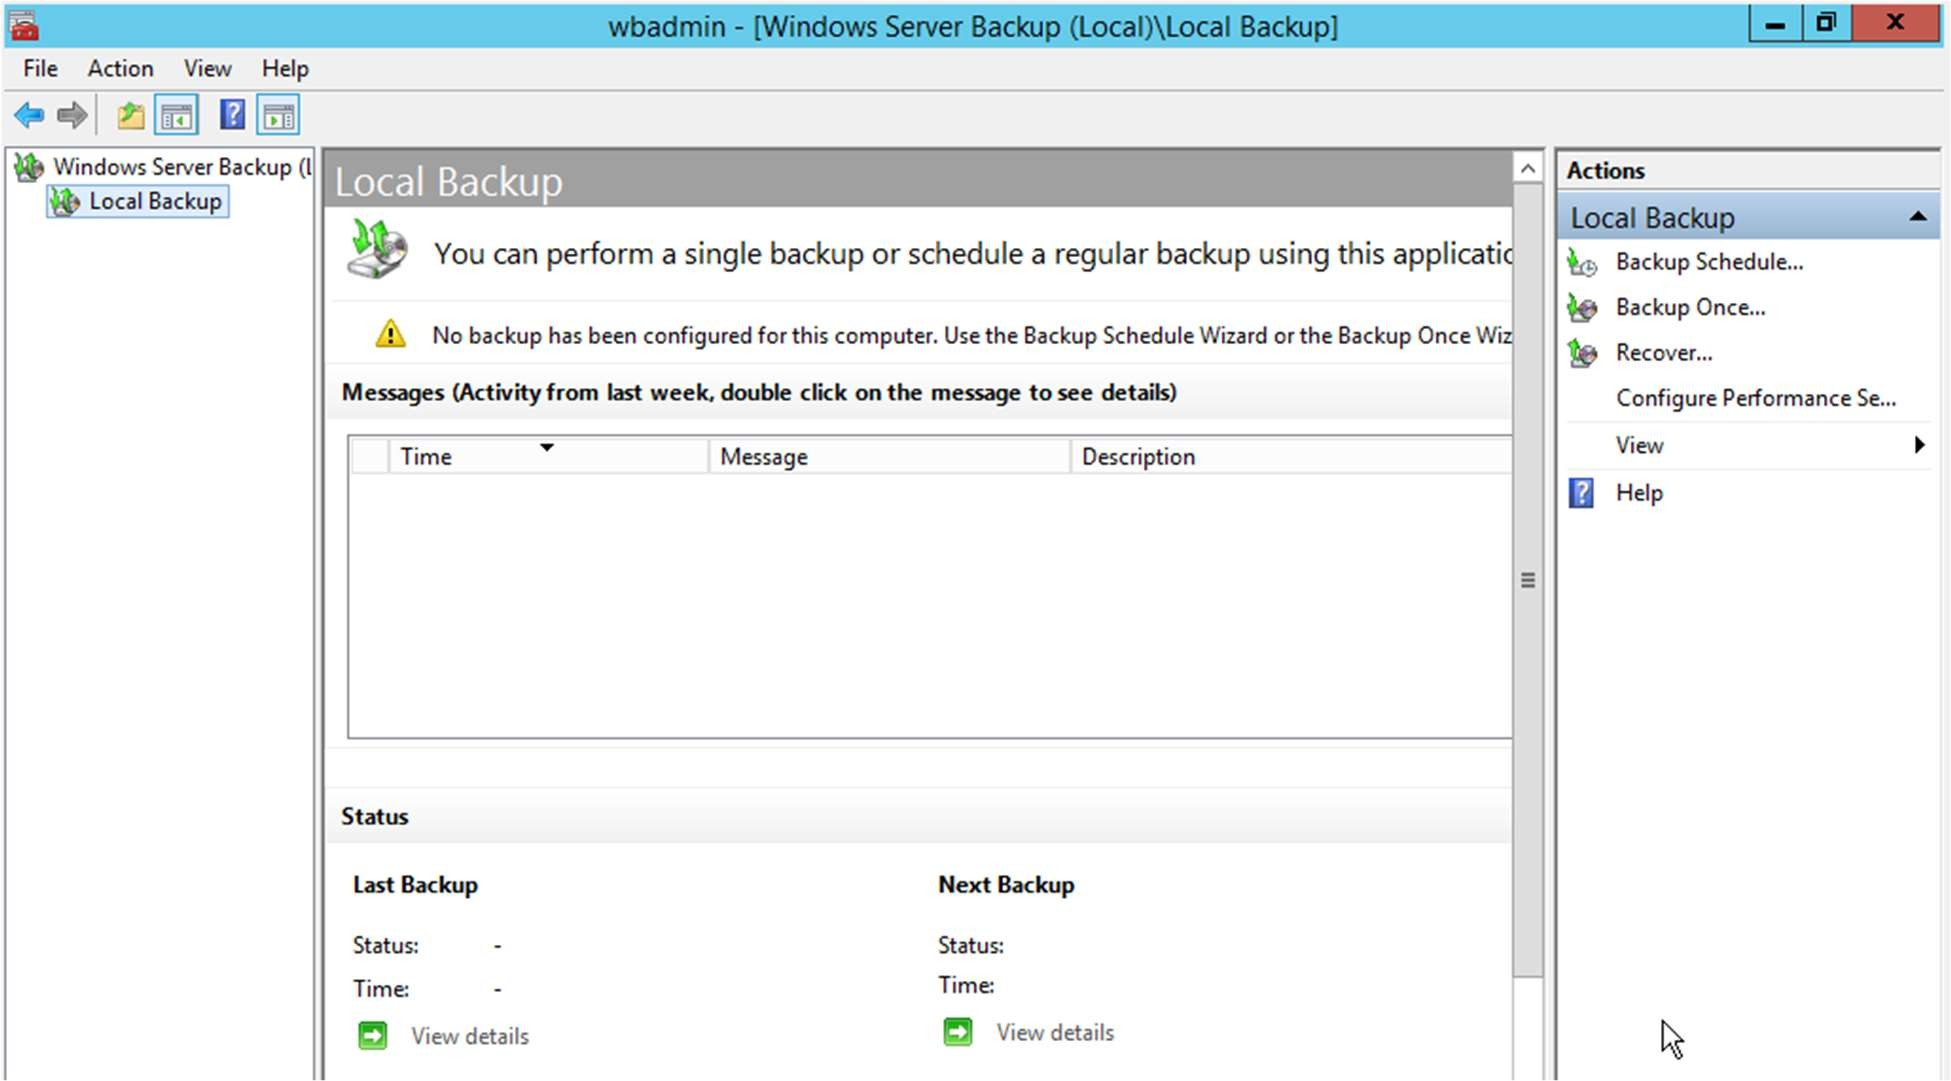 wbadmin - [Windows Server Backup (Local)\Local Backup]
File Action View Help
Windows Server Backup (L
Local Backup
Local Backup
You can perform a single backup or schedule a regular backup using this applicatic
No backup has been configured for this computer. Use the Backup Schedule Wizard or the Backup Once Wiz
Messages (Activity from last week, double click on the message to see details)
Time Message Description
Status
Last Backup
Status: -
Time: -
View details
Next Backup
Status:
Time:
View details
Actions
Local Backup
Backup Schedule...
Backup Once...
Recover...
Configure Performance Se...
View
Help